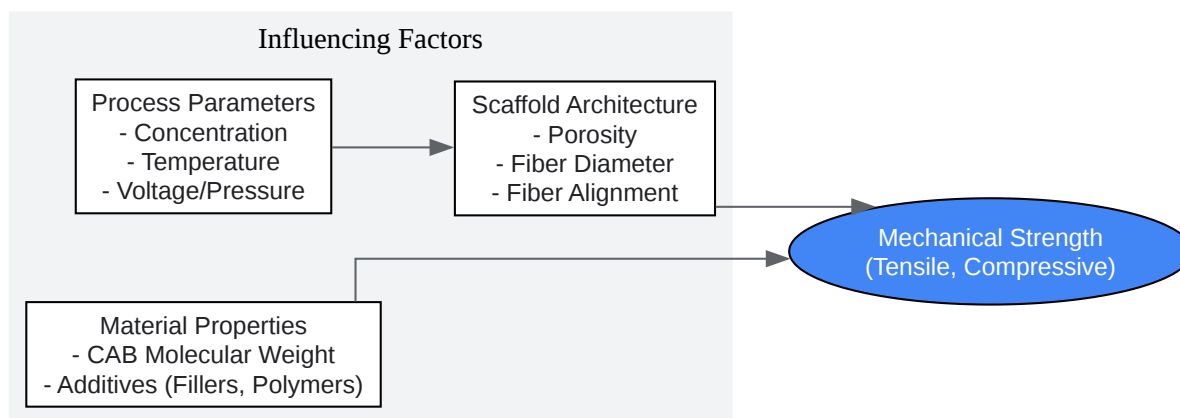 Influencing Factors
Process Parameters
- Concentration
- Temperature
- Voltage/Pressure
Scaffold Architecture
- Porosity
- Fiber Diameter
- Fiber Alignment
Mechanical Strength
(Tensile, Compressive)
Material Properties
- CAB Molecular Weight
- Additives (Fillers, Polymers)